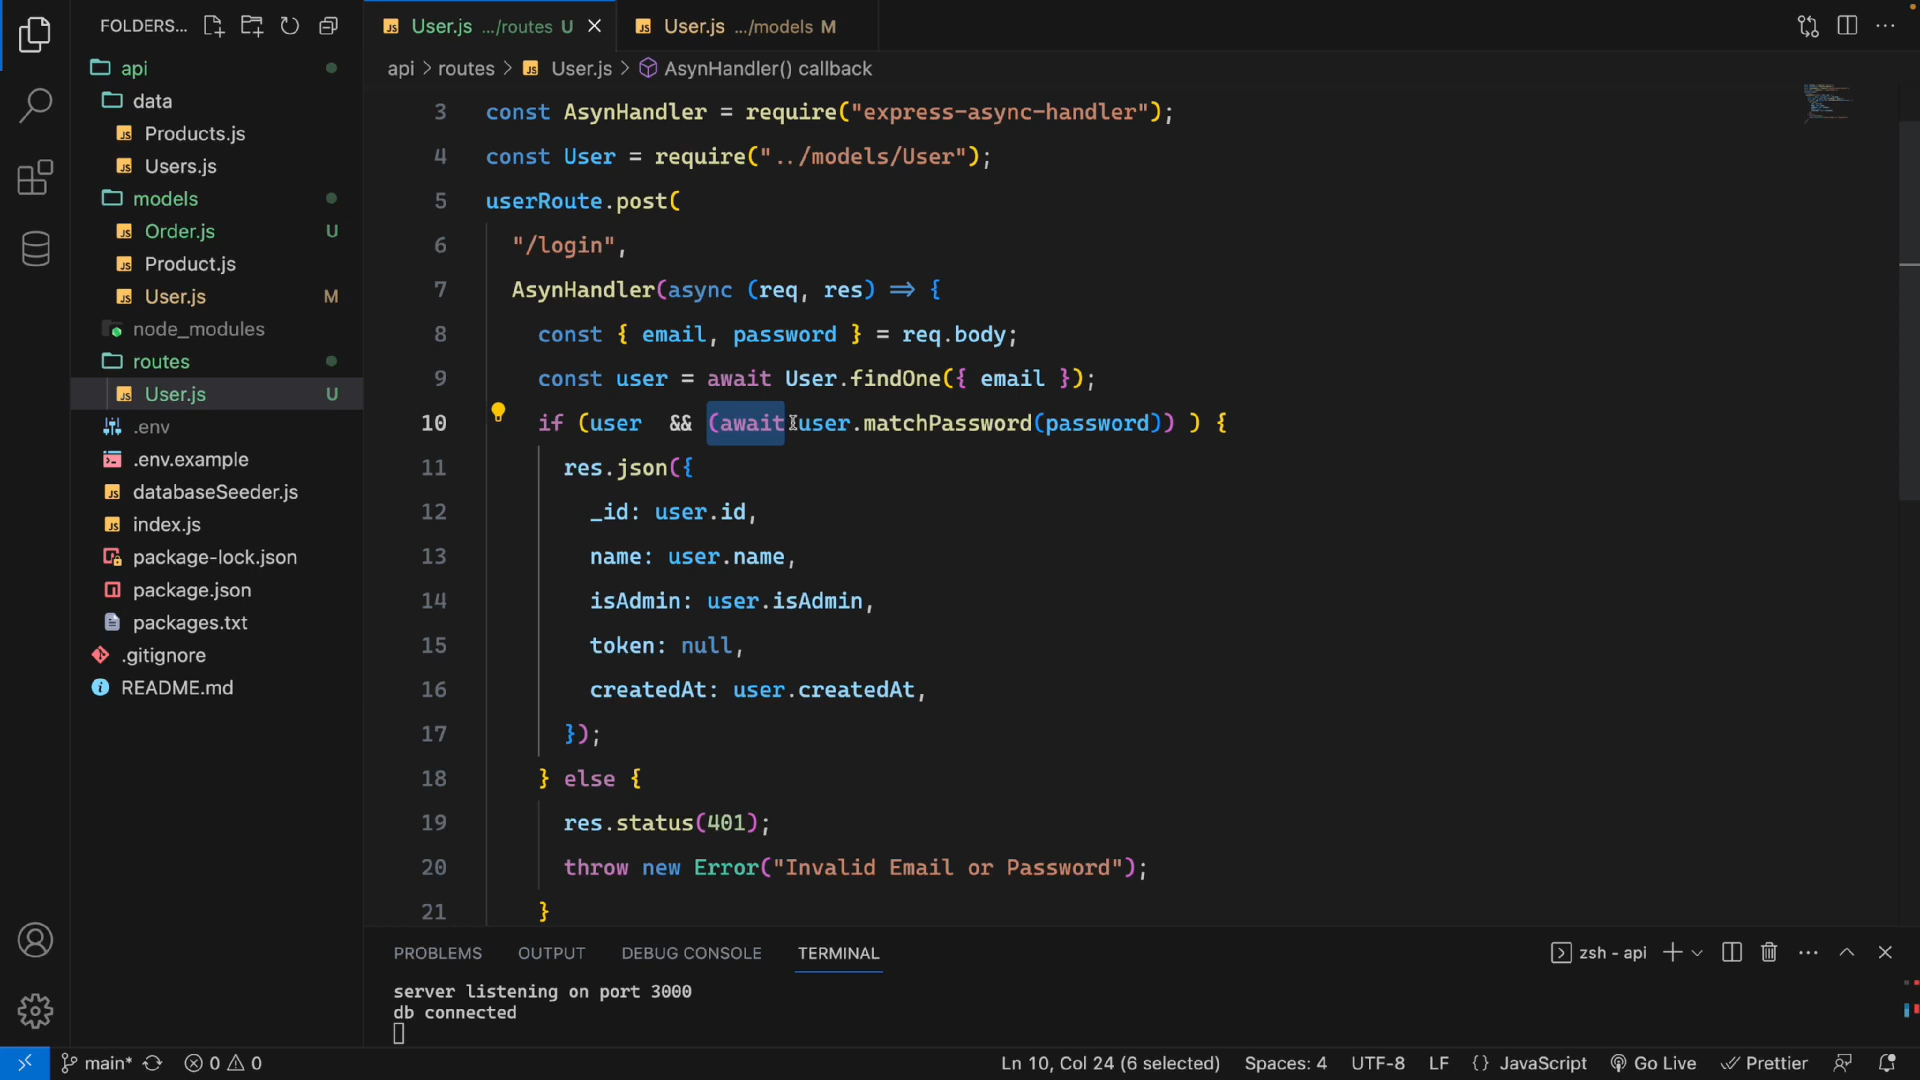 FOLDERS...
api
data
Products.js
Users.js
models
Order.js U
Product.js
User.js M
node_modules
routes
User.js U
.env
.env.example
databaseSeeder.js
index.js
package-lock.json
package.json
packages.txt
.gitignore
README.md
User.js .../routes U
User.js .../models M
api > routes > User.js > AsynHandler() callback
3 const AsynHandler = require("express-async-handler");
4 const User = require("../models/User");
5 userRoute.post(
6 "/login",
7 AsynHandler(async (req, res) => {
8 const { email, password } = req.body;
9 const user = await User.findOne({ email });
10 if (user  && (await user.matchPassword(password)) ) {
11 res.json({
12 _id: user.id,
13 name: user.name,
14 isAdmin: user.isAdmin,
15 token: null,
16 createdAt: user.createdAt,
17 });
18 } else {
19 res.status(401);
20 throw new Error("Invalid Email or Password");
21 }
PROBLEMS OUTPUT DEBUG CONSOLE TERMINAL
zsh - api
server listening on port 3000
db connected
main* 0 0 Ln 10, Col 24 (6 selected) Spaces: 4 UTF-8 LF {} JavaScript Go Live Prettier